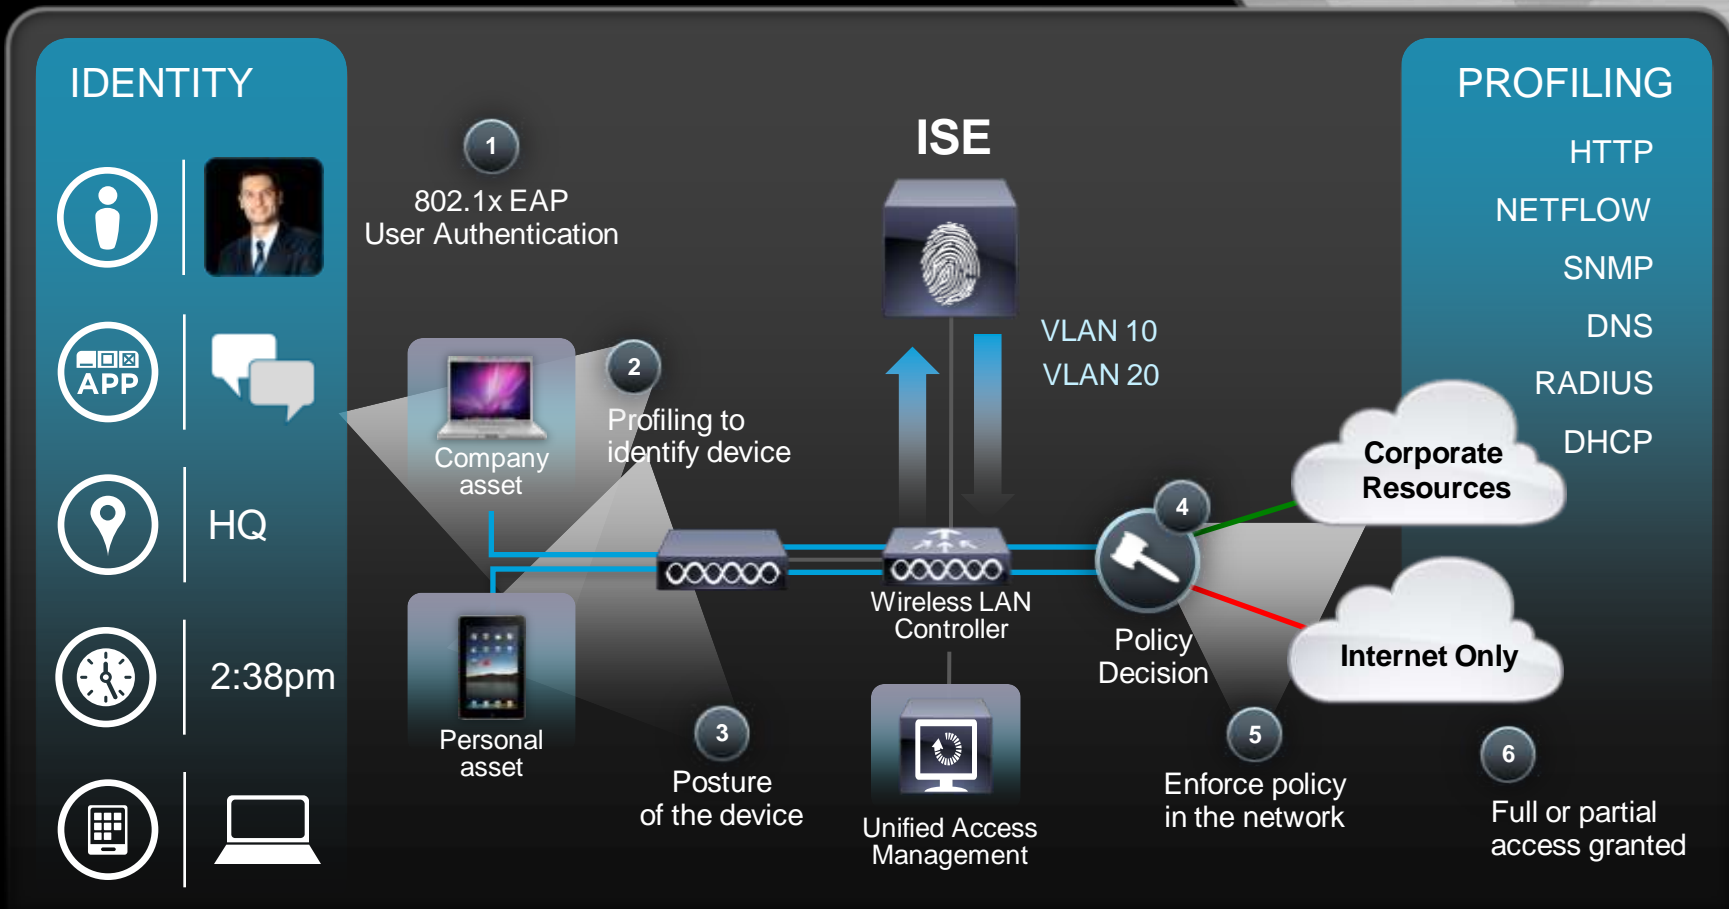 IDENTITY
APP
HQ
2:38pm
1
802.1x EAP
User Authentication
Company
asset
2
Profiling to
identify device
Personal
asset
3
Posture
of the device
ISE
VLAN 10
VLAN 20
Wireless LAN
Controller
Unified Access
Management
4
Policy
Decision
5
Enforce policy
in the network
PROFILING
HTTP
NETFLOW
SNMP
DNS
RADIUS
DHCP
Corporate
Resources
Internet Only
6
Full or partial
access granted